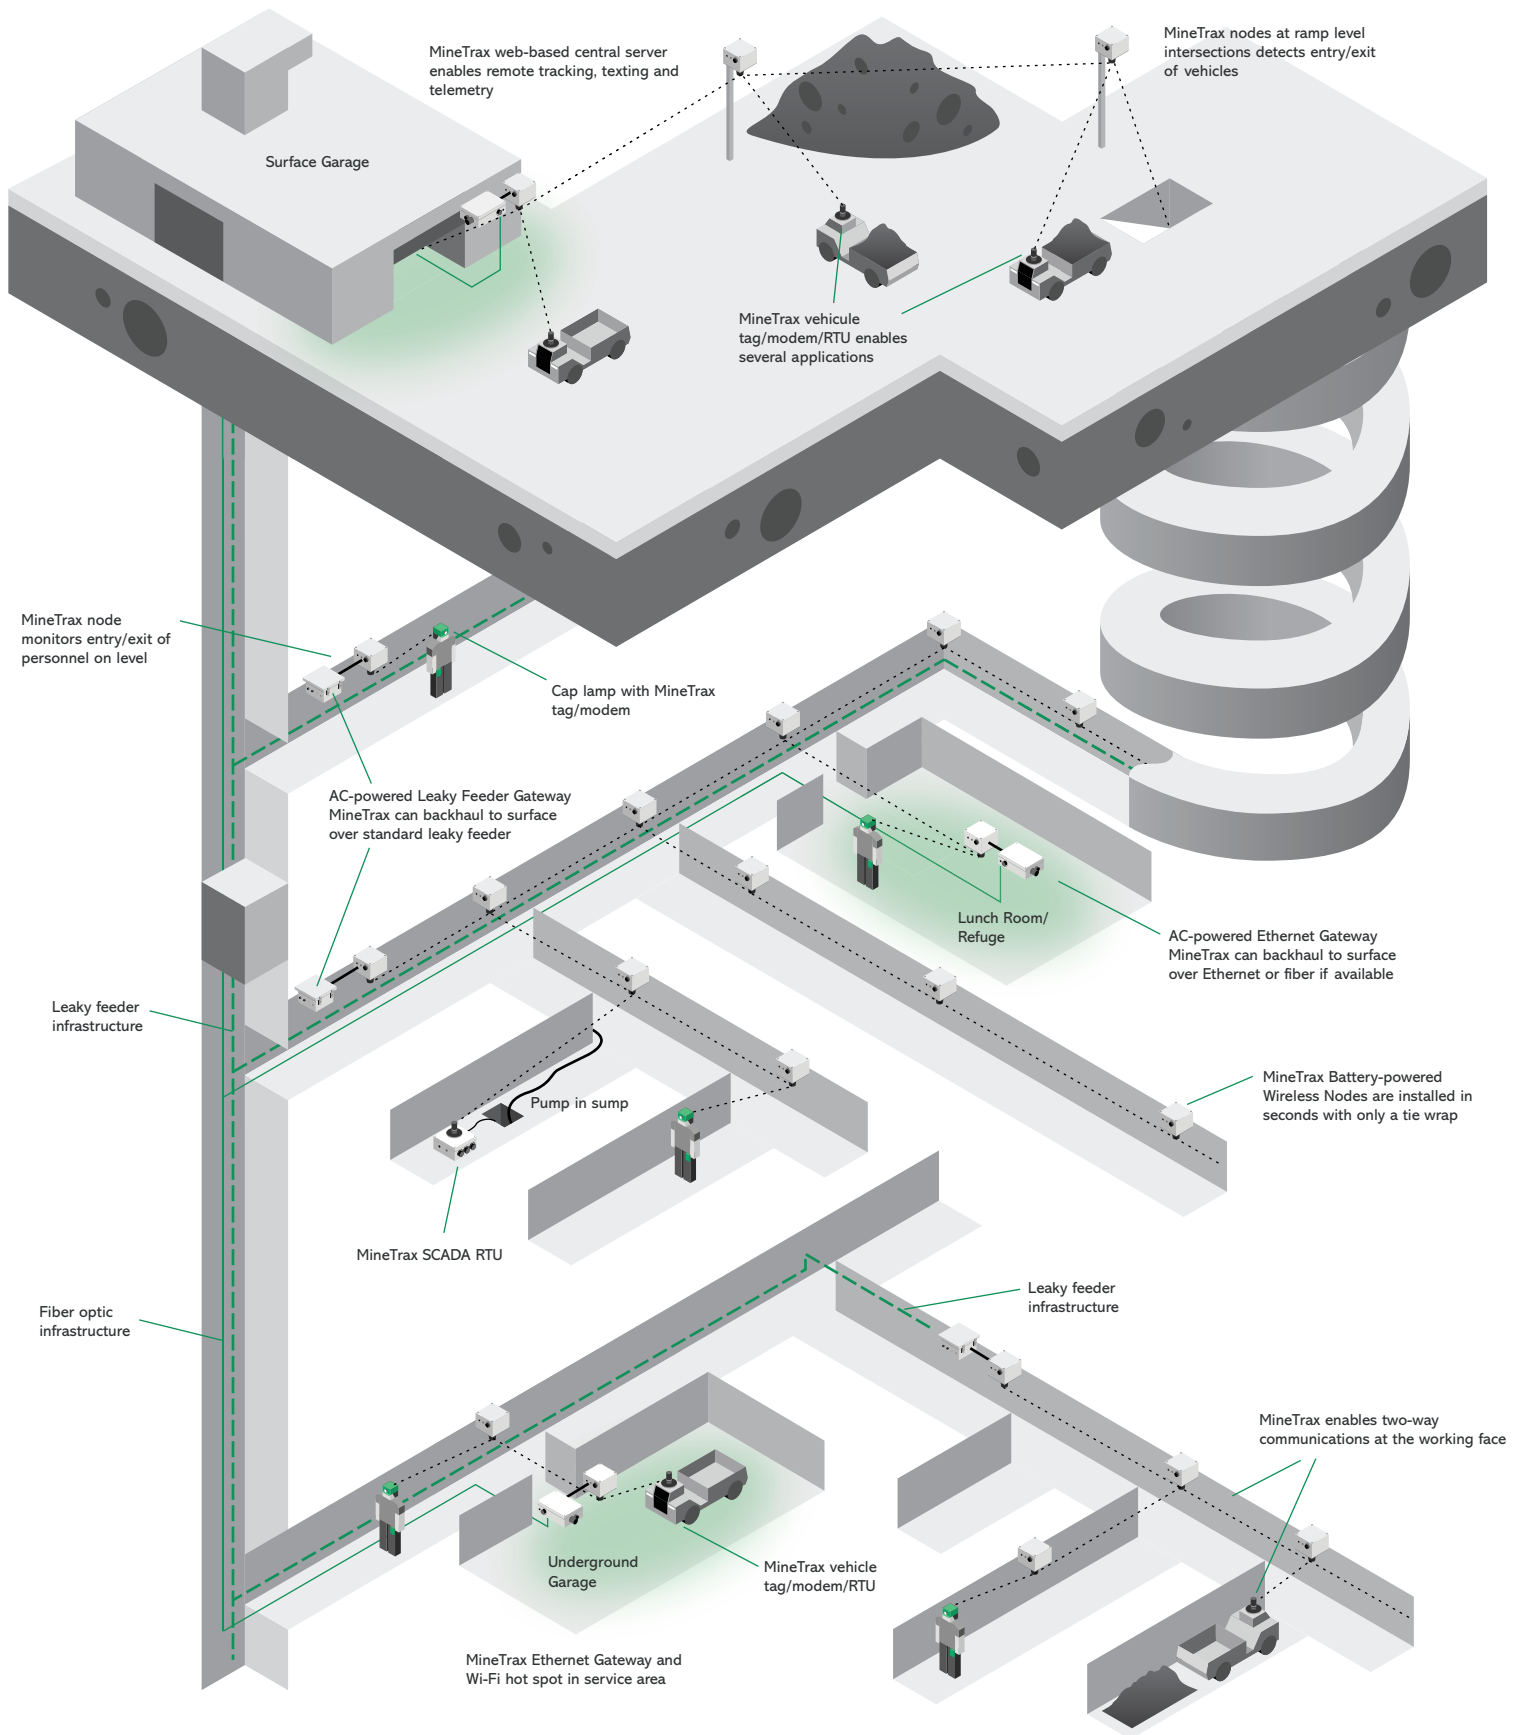 MineTrax web-based central server
enables remote tracking, texting and
telemetry
MineTrax nodes at ramp level
intersections detects entry/exit
of vehicles
Surface Garage
MineTrax vehicule
tag/modem/RTU enables
several applications
MineTrax node
monitors entry/exit of
personnel on level
Cap lamp with MineTrax
tag/modem
AC-powered Leaky Feeder Gateway
MineTrax can backhaul to surface
over standard leaky feeder
Lunch Room/
Refuge
AC-powered Ethernet Gateway
MineTrax can backhaul to surface
over Ethernet or fiber if available
Leaky feeder
infrastructure
Pump in sump
MineTrax Battery-powered
Wireless Nodes are installed in
seconds with only a tie wrap
MineTrax SCADA RTU
Leaky feeder
infrastructure
Fiber optic
infrastructure
MineTrax enables two-way
communications at the working face
Underground
Garage
MineTrax vehicle
tag/modem/RTU
MineTrax Ethernet Gateway and
Wi-Fi hot spot in service area